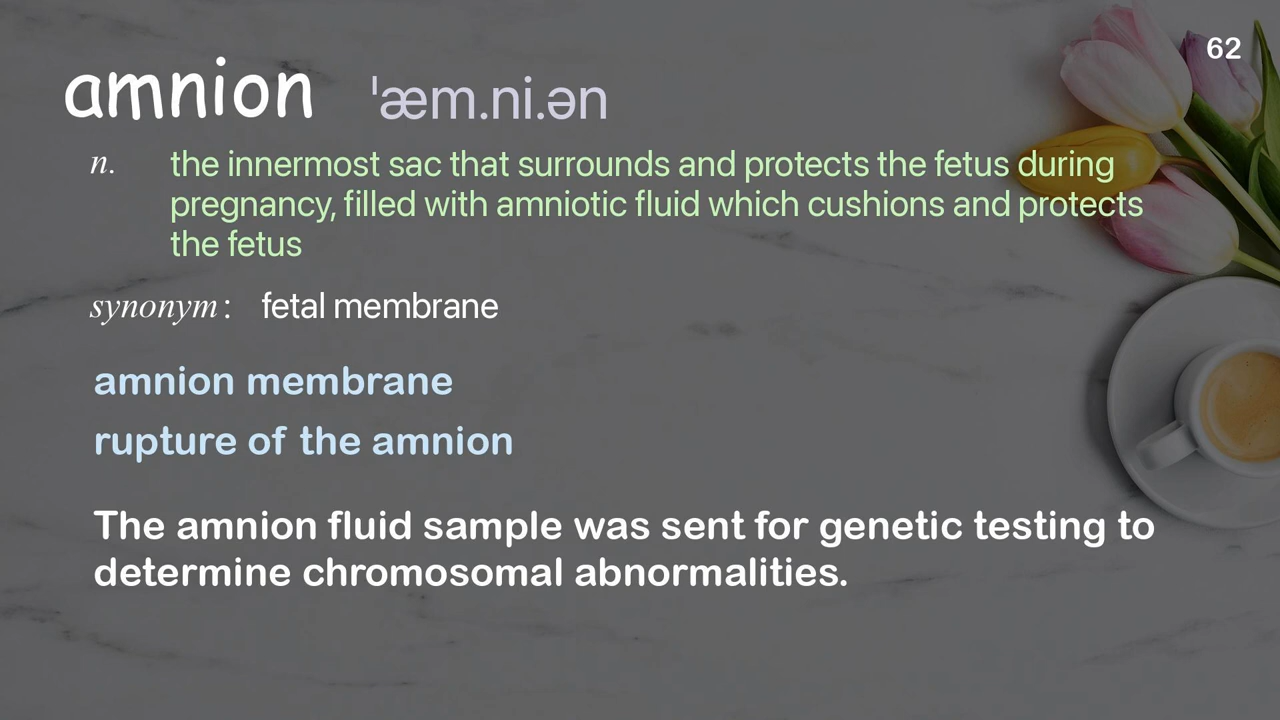 62
amnion ˈæm.ni.ən
n. the innermost sac that surrounds and protects the fetus during
pregnancy, filled with amniotic fluid which cushions and protects
the fetus
synonym : fetal membrane
amnion membrane
rupture of the amnion
The amnion fluid sample was sent for genetic testing to
determine chromosomal abnormalities.